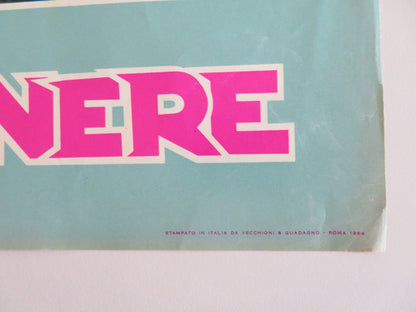 NERE
STAMPATO IN ITALIA DA VECCHIONI & GUADAGNO - ROMA 1964